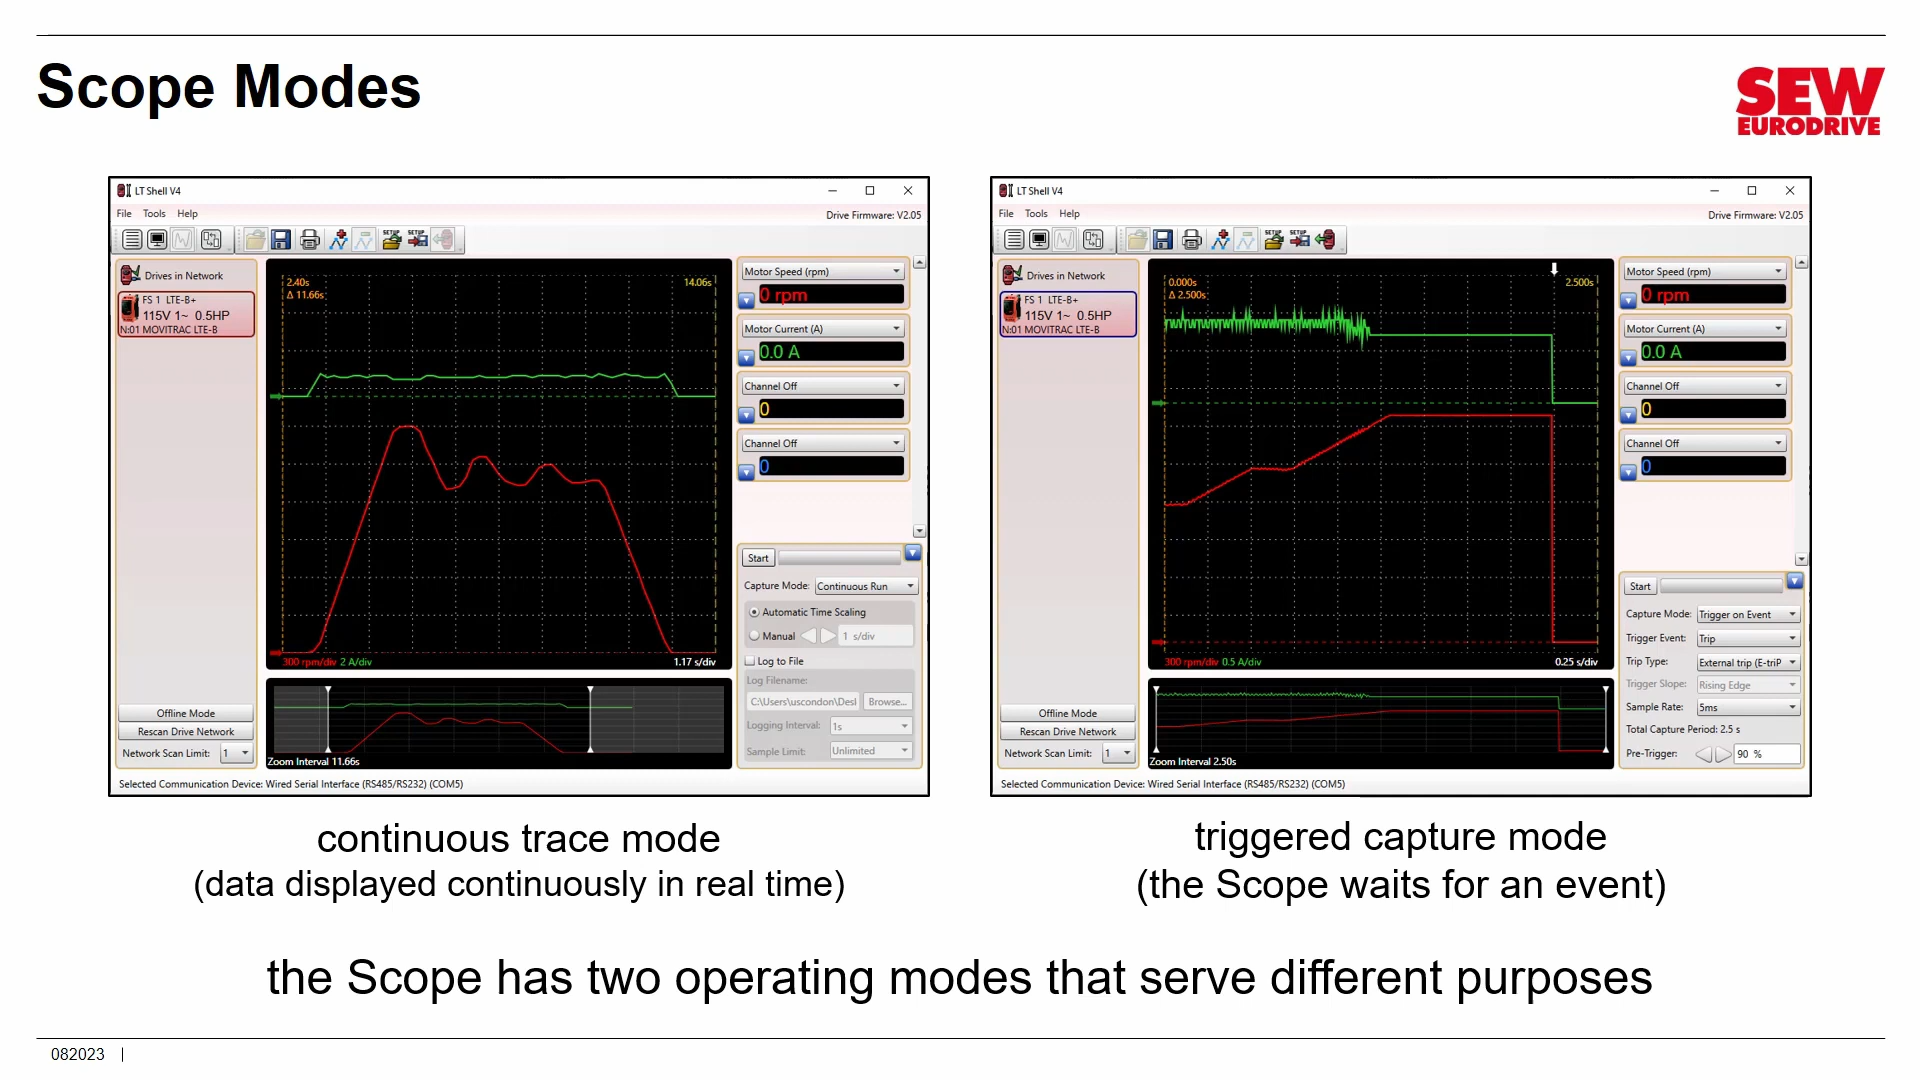 Scope Modes
SEW
EURODRIVE
LT Shell V4
File Tools Help
Drive Firmware: V2.05
SETUP SETUP
Drives in Network
FS 1 LTE-B+
115V 1~ 0.5HP
N:01 MOVITRAC LTE-B
Offline Mode
Rescan Drive Network
Network Scan Limit: 1
2.40s
Δ 11.66s
14.06s
300 rpm/div 2 A/div
1.17 s/div
Zoom Interval 11.66s
Motor Speed (rpm)
0 rpm
Motor Current (A)
0.0 A
Channel Off
0
Channel Off
0
Start
Capture Mode: Continuous Run
Automatic Time Scaling
Manual 1 s/div
Log to File
Log Filename:
C:\Users\uscondon\Desl Browse...
Logging Interval: 1s
Sample Limit: Unlimited
Selected Communication Device: Wired Serial Interface (RS485/RS232) (COM5)
LT Shell V4
File Tools Help
Drive Firmware: V2.05
SETUP SETUP
Drives in Network
FS 1 LTE-B+
115V 1~ 0.5HP
N:01 MOVITRAC LTE-B
Offline Mode
Rescan Drive Network
Network Scan Limit: 1
0.000s
Δ 2.500s
2.500s
300 rpm/div 0.5 A/div
0.25 s/div
Zoom Interval 2.50s
Motor Speed (rpm)
0 rpm
Motor Current (A)
0.0 A
Channel Off
0
Channel Off
0
Start
Capture Mode: Trigger on Event
Trigger Event: Trip
Trip Type: External trip (E-triP
Trigger Slope: Rising Edge
Sample Rate: 5ms
Total Capture Period: 2.5 s
Pre-Trigger: 90 %
Selected Communication Device: Wired Serial Interface (RS485/RS232) (COM5)
continuous trace mode
(data displayed continuously in real time)
triggered capture mode
(the Scope waits for an event)
the Scope has two operating modes that serve different purposes
082023 |